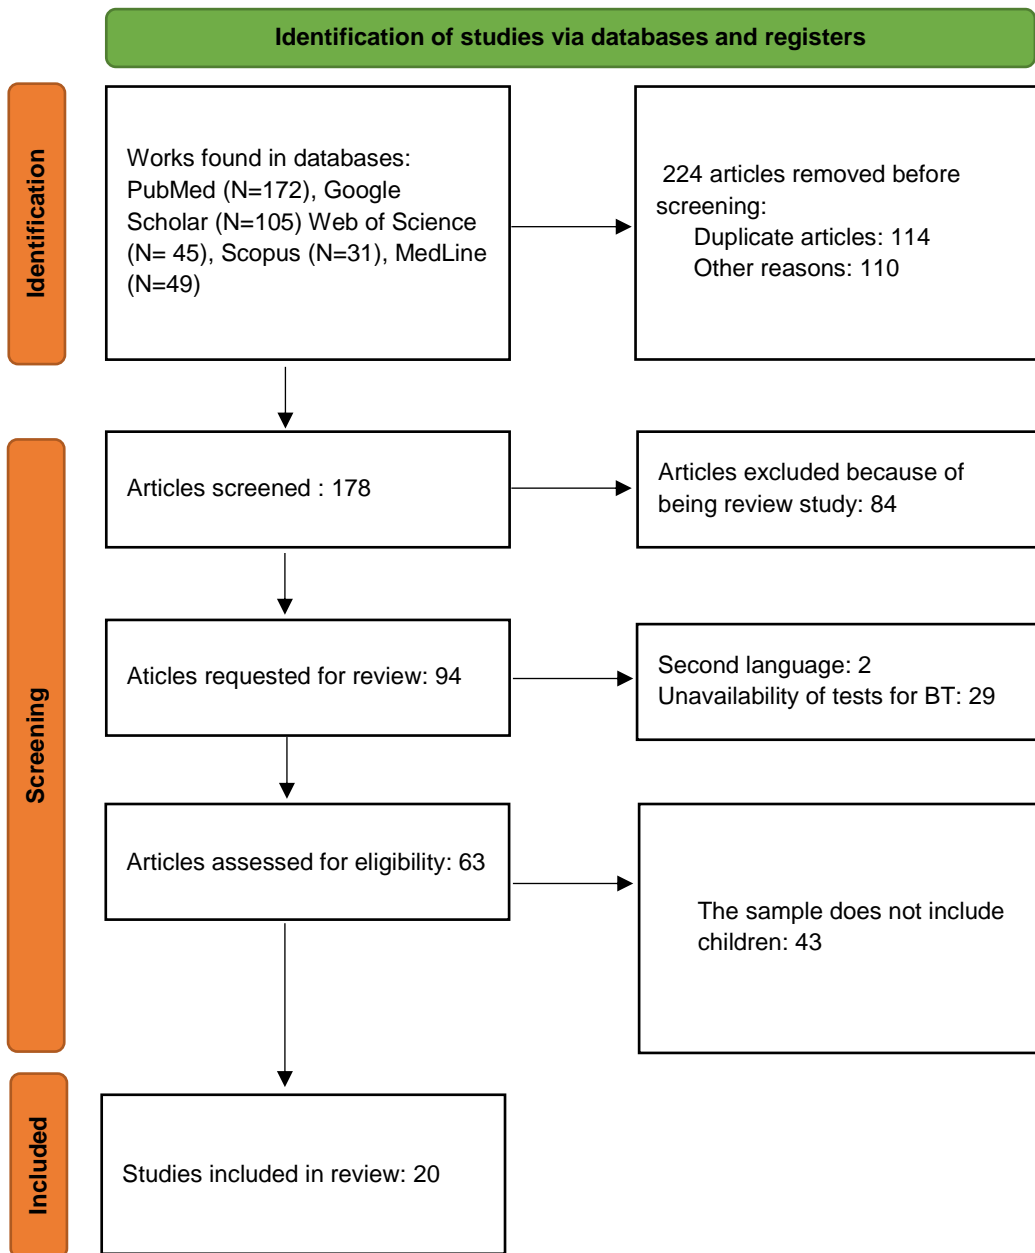 Identification of studies via databases and registers
Identification
Works found in databases:
PubMed (N=172), Google
Scholar (N=105) Web of Science
(N= 45), Scopus (N=31), MedLine
(N=49)
224 articles removed before
screening:
Duplicate articles: 114
Other reasons: 110
Screening
Articles screened : 178
Articles excluded because of
being review study: 84
Aticles requested for review: 94
Second language: 2
Unavailability of tests for BT: 29
Articles assessed for eligibility: 63
The sample does not include
children: 43
Included
Studies included in review: 20